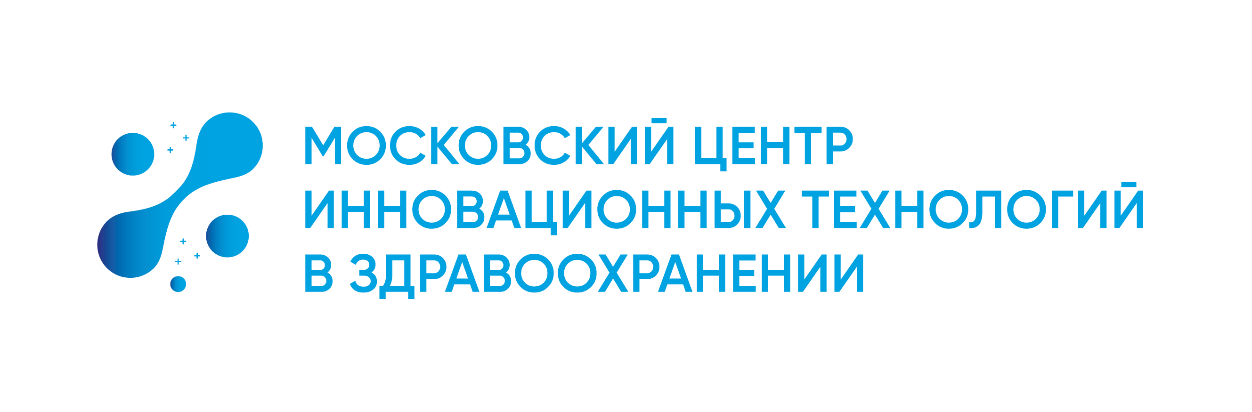 МОСКОВСКИЙ ЦЕНТР
ИННОВАЦИОННЫХ ТЕХНОЛОГИЙ
В ЗДРАВООХРАНЕНИИ